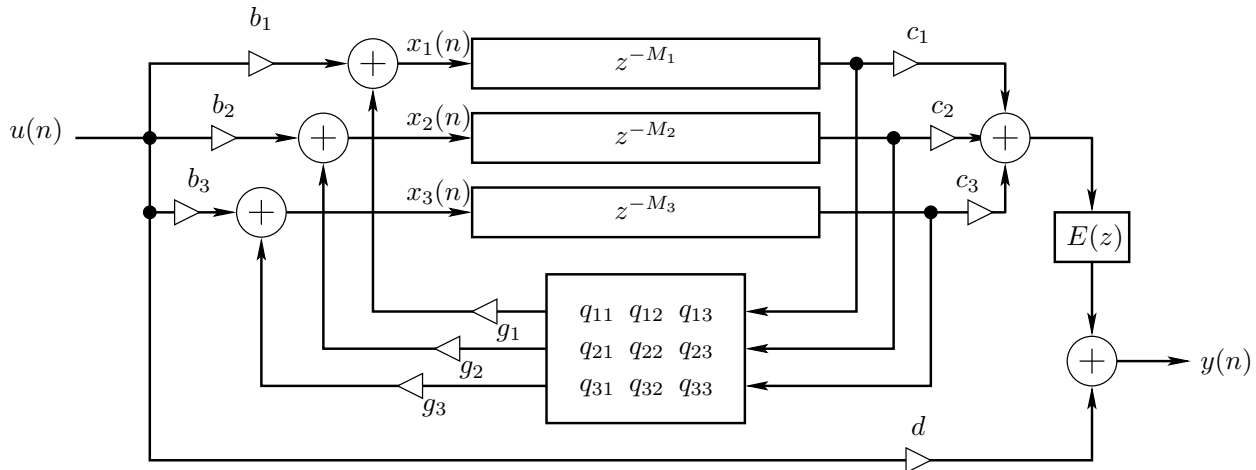 b₁
x₁(n)
z^{-M₁}
c₁
u(n)
b₂
x₂(n)
z^{-M₂}
c₂
b₃
x₃(n)
z^{-M₃}
c₃
E(z)
g₁
q₁₁ q₁₂ q₁₃
g₂
q₂₁ q₂₂ q₂₃
g₃
q₃₁ q₃₂ q₃₃
y(n)
d